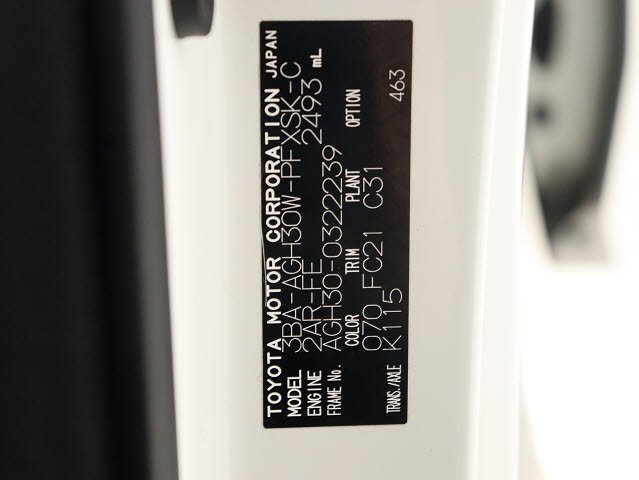 TOYOTA MOTOR CORPORATION JAPAN
MODEL 3BA-AGH30W-PFXSK-C
ENGINE 2AR-FE 2493 mL
FRAME No. AGH30-0322239
COLOR TRIM PLANT OPTION
070 FC21 C31
TRANS./AXLE K115 463